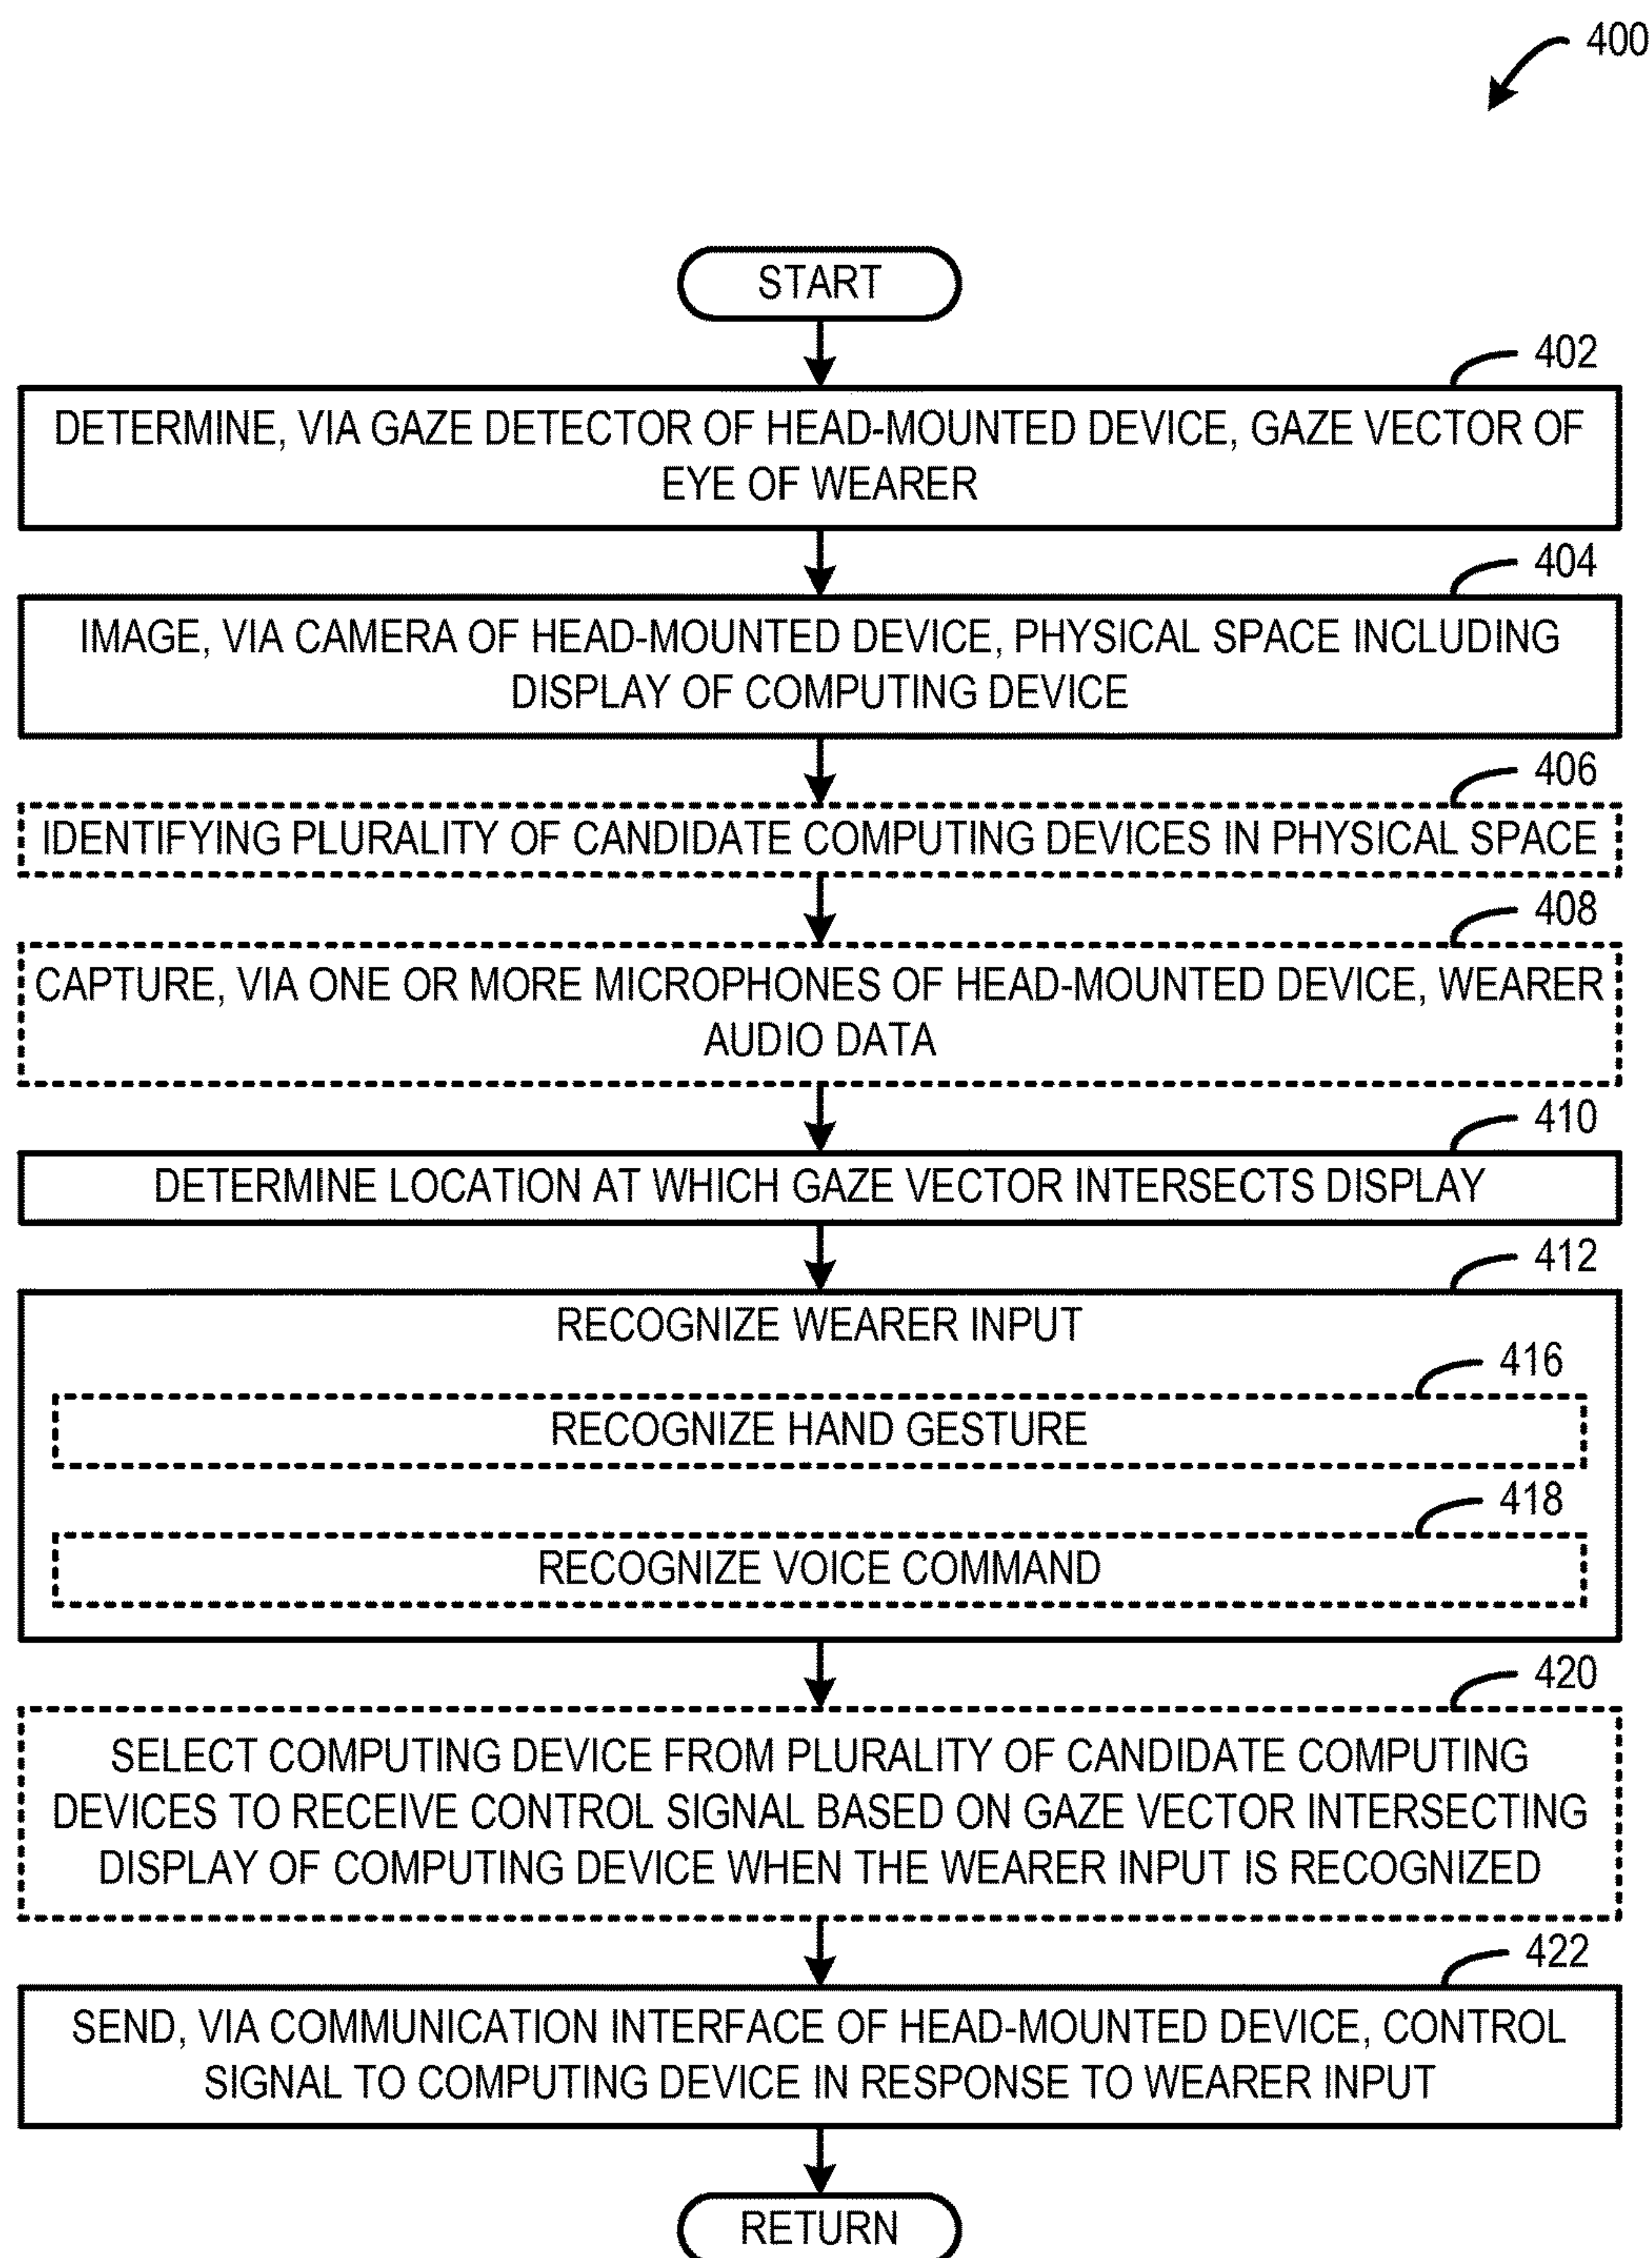 400
START
402
DETERMINE, VIA GAZE DETECTOR OF HEAD-MOUNTED DEVICE, GAZE VECTOR OF
EYE OF WEARER
404
IMAGE, VIA CAMERA OF HEAD-MOUNTED DEVICE, PHYSICAL SPACE INCLUDING
DISPLAY OF COMPUTING DEVICE
406
IDENTIFYING PLURALITY OF CANDIDATE COMPUTING DEVICES IN PHYSICAL SPACE
408
CAPTURE, VIA ONE OR MORE MICROPHONES OF HEAD-MOUNTED DEVICE, WEARER
AUDIO DATA
410
DETERMINE LOCATION AT WHICH GAZE VECTOR INTERSECTS DISPLAY
412
RECOGNIZE WEARER INPUT
416
RECOGNIZE HAND GESTURE
418
RECOGNIZE VOICE COMMAND
420
SELECT COMPUTING DEVICE FROM PLURALITY OF CANDIDATE COMPUTING
DEVICES TO RECEIVE CONTROL SIGNAL BASED ON GAZE VECTOR INTERSECTING
DISPLAY OF COMPUTING DEVICE WHEN THE WEARER INPUT IS RECOGNIZED
422
SEND, VIA COMMUNICATION INTERFACE OF HEAD-MOUNTED DEVICE, CONTROL
SIGNAL TO COMPUTING DEVICE IN RESPONSE TO WEARER INPUT
RETURN